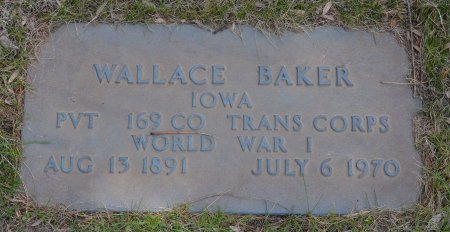 WALLACE BAKER
IOWA
PVT 169 CO TRANS CORPS
WORLD WAR I
AUG 13 1891 JULY 6 1970